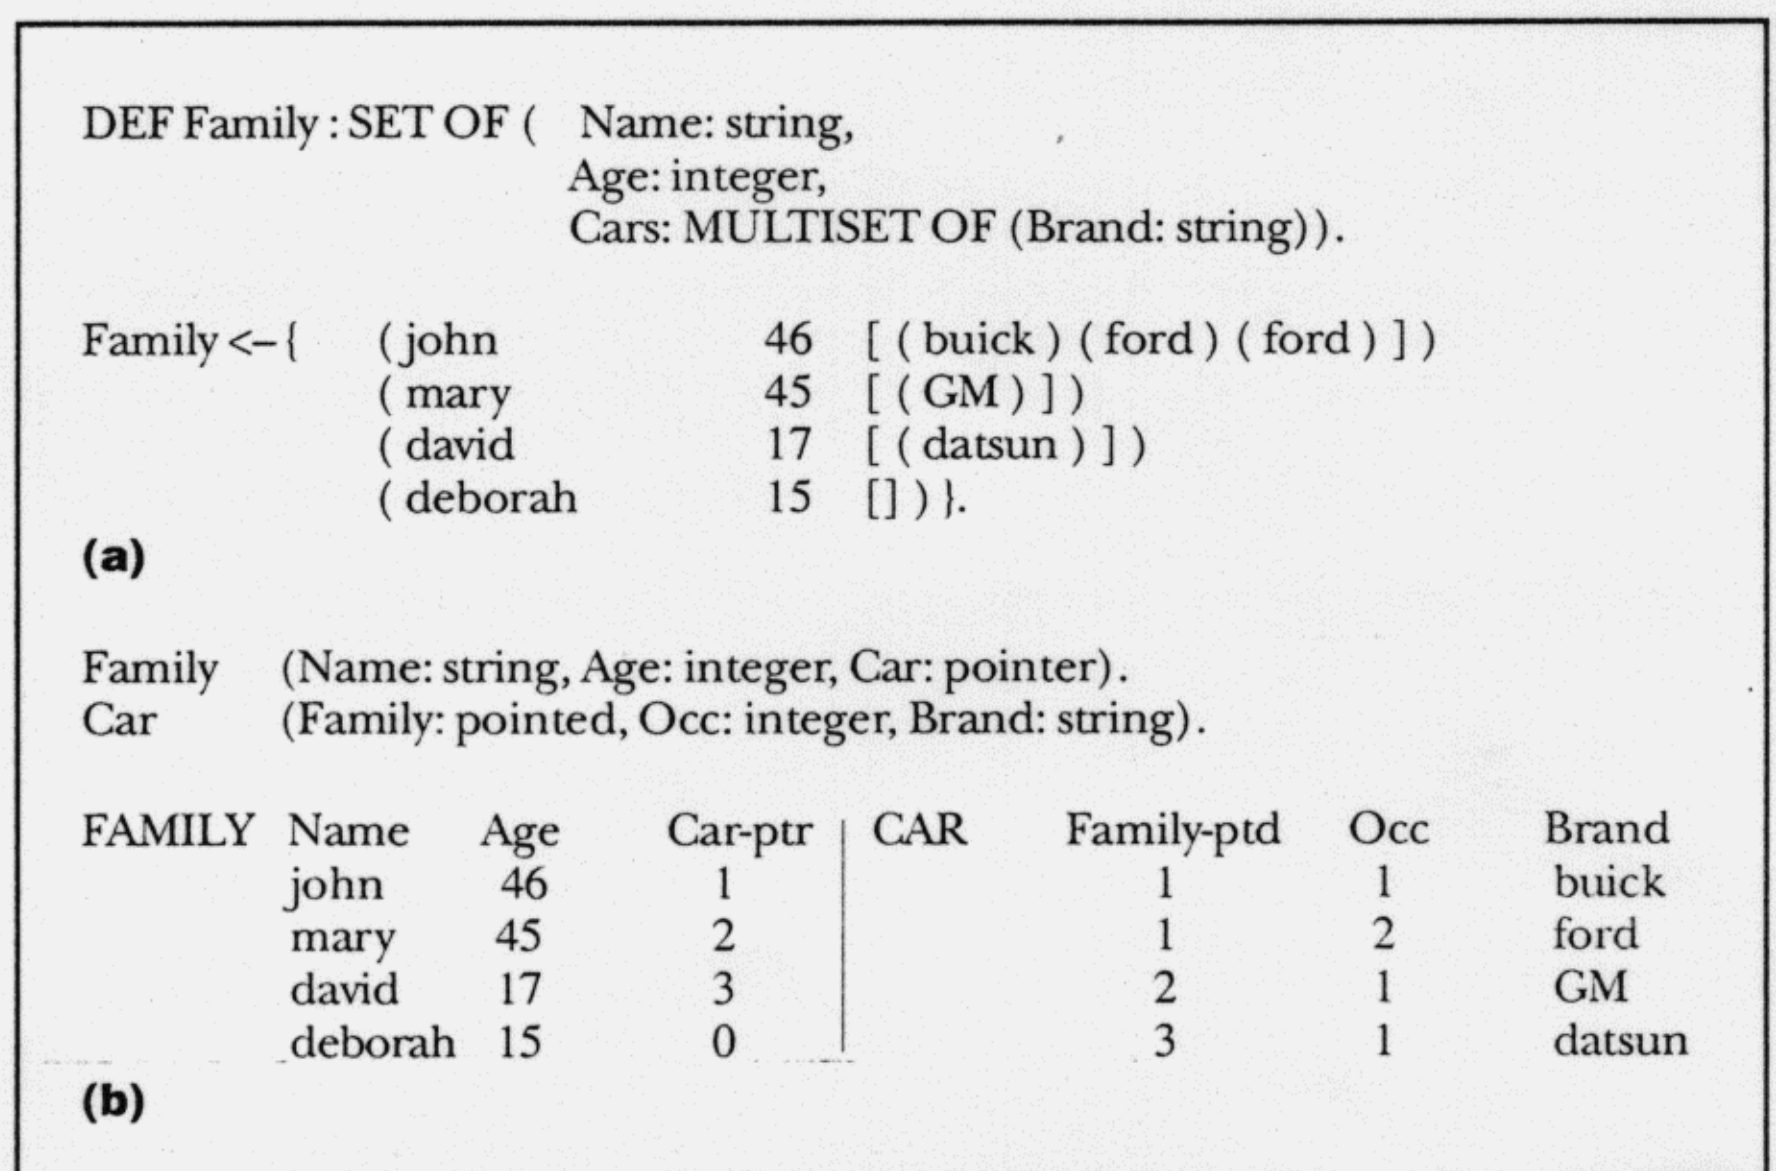 DEF Family : SET OF ( Name: string,
Age: integer,
Cars: MULTISET OF (Brand: string)).
Family <– { ( john 46 [ ( buick ) ( ford ) ( ford ) ] )
( mary 45 [ ( GM ) ] )
( david 17 [ ( datsun ) ] )
( deborah 15 [] ) }.
(a)
Family (Name: string, Age: integer, Car: pointer).
Car (Family: pointed, Occ: integer, Brand: string).
FAMILY Name Age Car-ptr | CAR Family-ptd Occ Brand
john 46 1 1 1 buick
mary 45 2 1 2 ford
david 17 3 2 1 GM
deborah 15 0 3 1 datsun
(b)